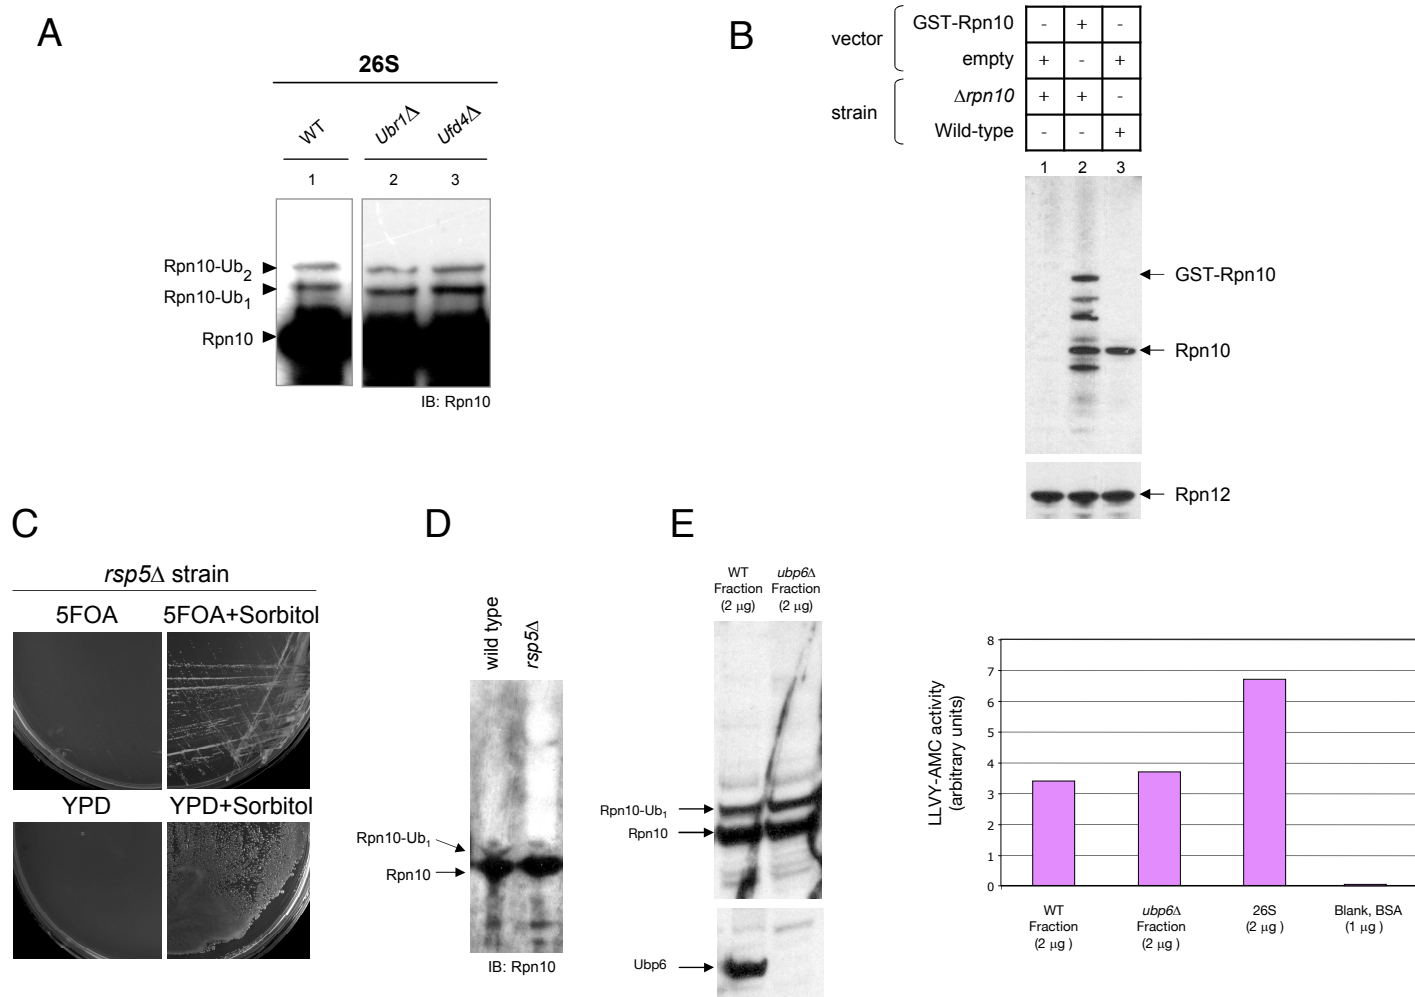 A
26S
WT
Ubr1Δ
Ufd4Δ
1 2 3
Rpn10-Ub2
Rpn10-Ub1
Rpn10
IB: Rpn10
B
vector
GST-Rpn10 - + -
empty + - +
strain
Δrpn10 + + -
Wild-type - - +
1 2 3
GST-Rpn10
Rpn10
Rpn12
C
rsp5Δ strain
5FOA 5FOA+Sorbitol
YPD YPD+Sorbitol
D
wild type
rsp5Δ
Rpn10-Ub1
Rpn10
IB: Rpn10
E
WT ubp6Δ
Fraction Fraction
(2 μg) (2 μg)
Rpn10-Ub1
Rpn10
Ubp6
LLVY-AMC activity
(arbitrary units)
8
7
6
5
4
3
2
1
0
WT
Fraction
(2 μg )
ubp6Δ
Fraction
(2 μg )
26S
(2 μg )
Blank, BSA
(1 μg )